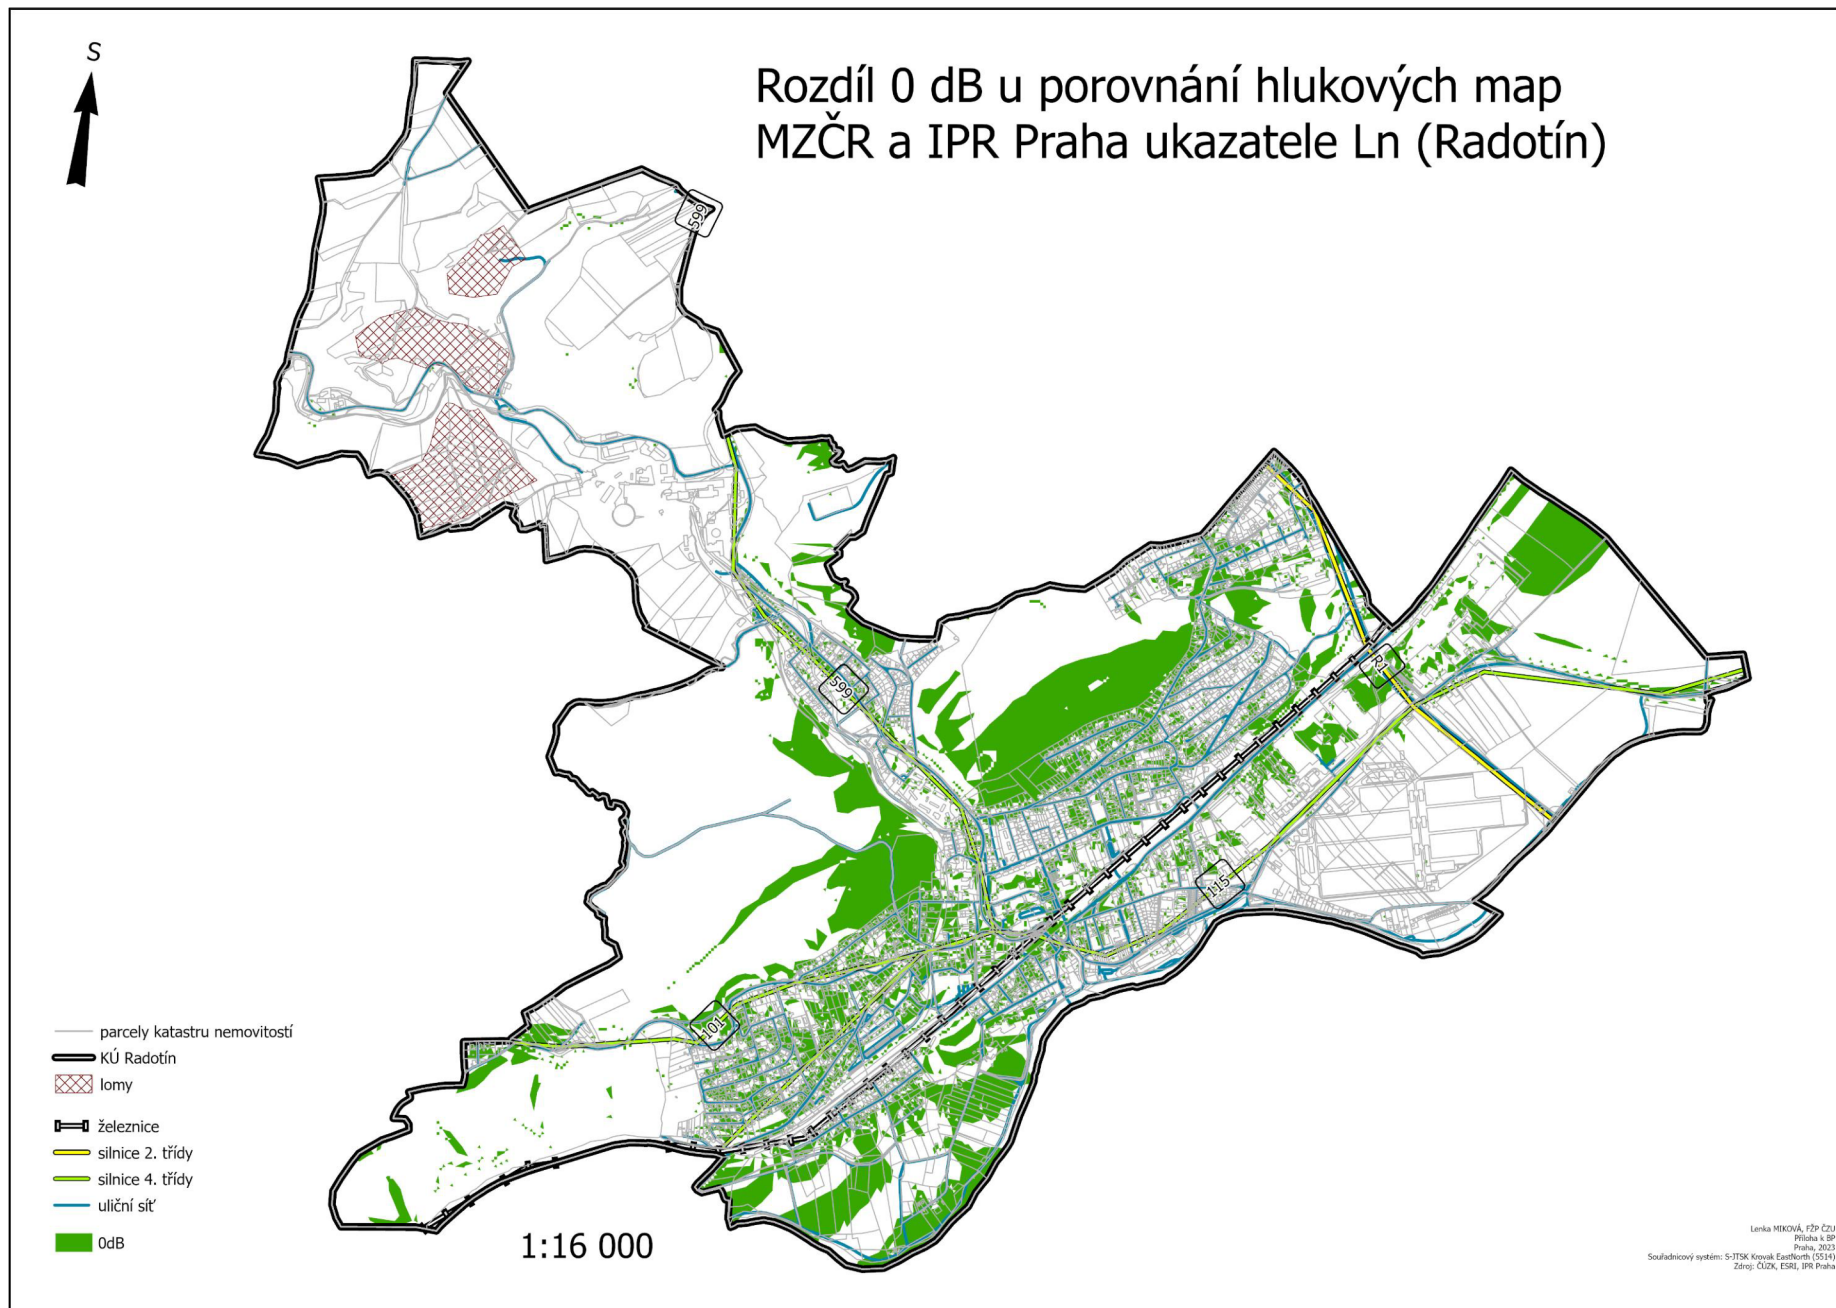 S
Rozdíl 0 dB u porovnání hlukových map
MZČR a IPR Praha ukazatele Ln (Radotín)
599
599
R1
115
101
parcely katastru nemovitostí
KÚ Radotín
lomy
železnice
silnice 2. třídy
silnice 4. třídy
uliční síť
0dB
1:16 000
Lenka MIKOVÁ, FŽP ČZU
Příloha k BP
Praha, 2023
Souřadnicový systém: S-JTSK Krovak EastNorth (5514)
Zdroj: ČÚZK, ESRI, IPR Praha